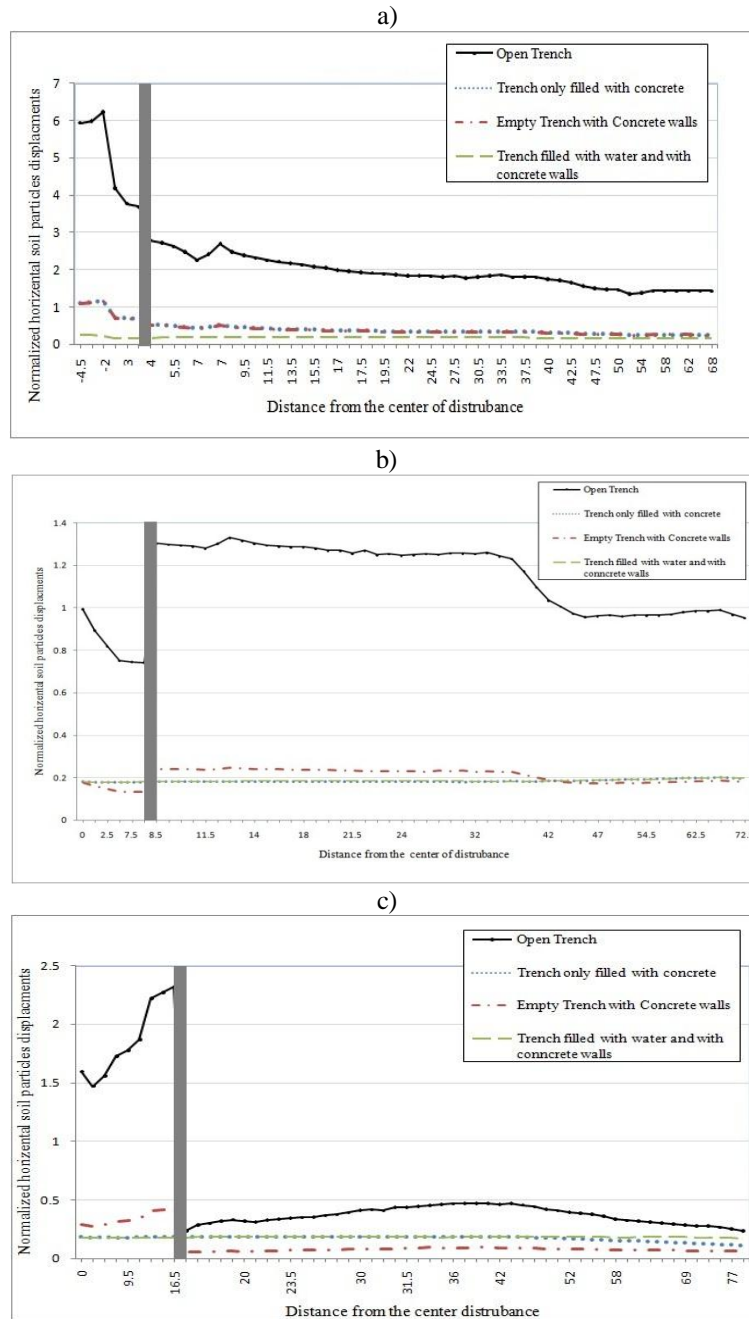 a)
Open Trench
Trench only filled with concrete
Empty Trench with Concrete walls
Trench filled with water and with
concrete walls
Normalized horizental soil particles displacments
7
6
5
4
3
2
1
0
-4.5 -2 3 4 5.5 7 7 9.5 11.5 13.5 15.5 17 18.5 19.5 22 24.5 27.5 30.5 33.5 36.5 40 42.5 47.5 50 54 58 62 68
Distance from the center of distrubance
b)
Open Trench
Trench only filled with concrete
Empty Trench with Concrete walls
Trench filled with water and with
conncrete walls
Normalized horizental soil particles displacments
1.4
1.2
1
0.8
0.6
0.4
0.2
0
0 2.5 7.5 8.5 11.5 14 18 21.5 24 32 42 47 54.5 62.5 72.
Distance from the center of distrubance
c)
Open Trench
Trench only filled with concrete
Empty Trench with Concrete walls
Trench filled with water and with
conncrete walls
Normalized horizental soil particles displacments
2.5
2
1.5
1
0.5
0
0 9.5 16.5 20 23.5 30 31.5 36 42 52 58 69 77
Distance from the center distrubance